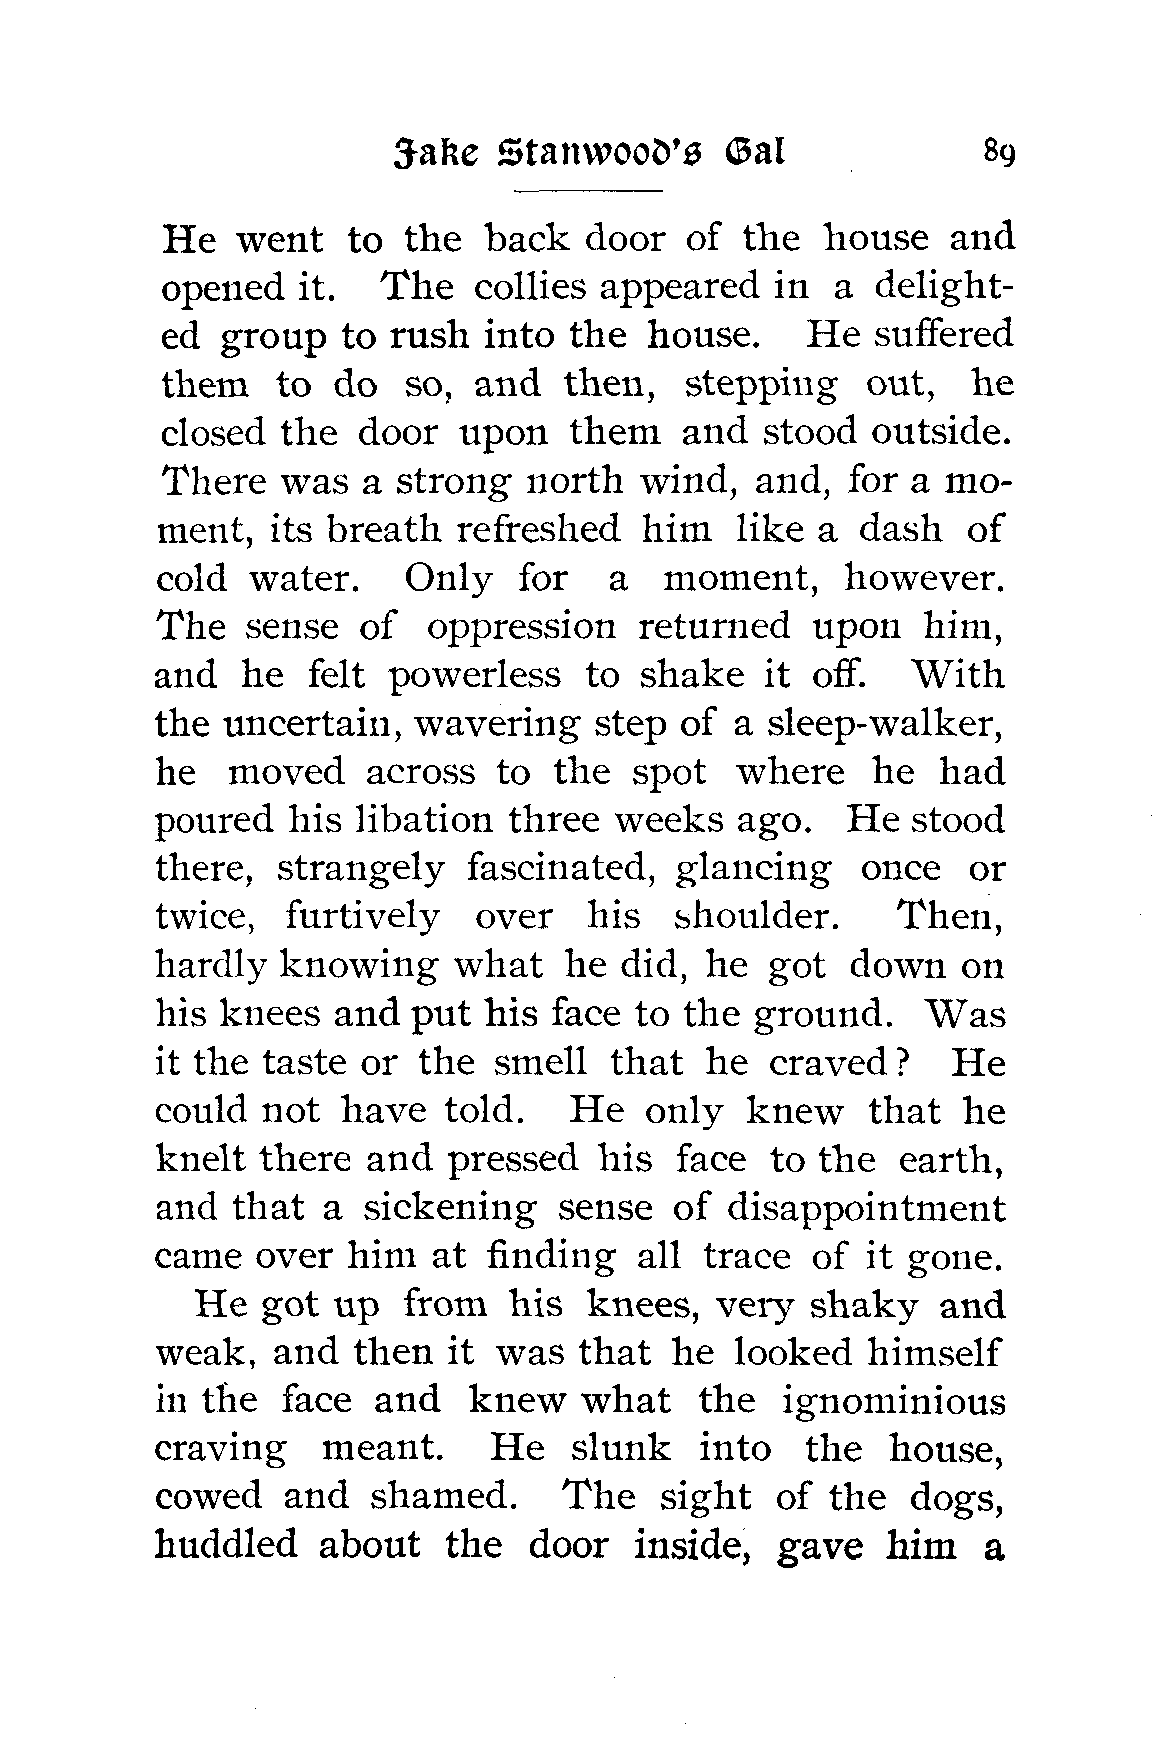 Jake Stanwood's Gal 89
He went to the back door of the house and
opened it. The collies appeared in a delight-
ed group to rush into the house. He suffered
them to do so, and then, stepping out, he
closed the door upon them and stood outside.
There was a strong north wind, and, for a mo-
ment, its breath refreshed him like a dash of
cold water. Only for a moment, however.
The sense of oppression returned upon him,
and he felt powerless to shake it off. With
the uncertain, wavering step of a sleep-walker,
he moved across to the spot where he had
poured his libation three weeks ago. He stood
there, strangely fascinated, glancing once or
twice, furtively over his shoulder. Then,
hardly knowing what he did, he got down on
his knees and put his face to the ground. Was
it the taste or the smell that he craved? He
could not have told. He only knew that he
knelt there and pressed his face to the earth,
and that a sickening sense of disappointment
came over him at finding all trace of it gone.
He got up from his knees, very shaky and
weak, and then it was that he looked himself
in the face and knew what the ignominious
craving meant. He slunk into the house,
cowed and shamed. The sight of the dogs,
huddled about the door inside, gave him a